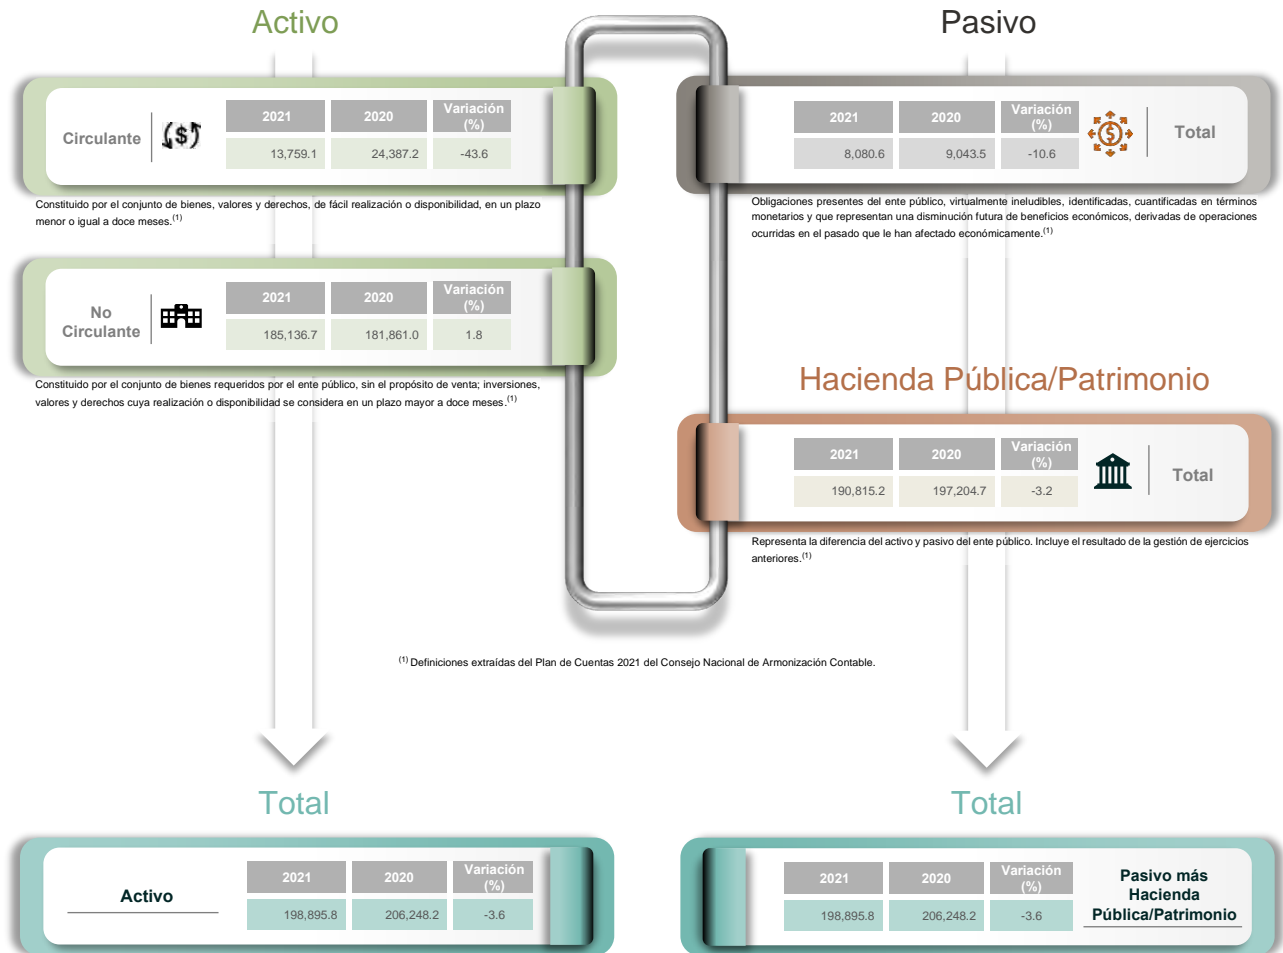 Activo
Circulante
2021 2020 Variación
(%)
13,759.1 24,387.2 -43.6
Constituido por el conjunto de bienes, valores y derechos, de fácil realización o disponibilidad, en un plazo
menor o igual a doce meses.(1)
No
Circulante
2021 2020 Variación
(%)
185,136.7 181,861.0 1.8
Constituido por el conjunto de bienes requeridos por el ente público, sin el propósito de venta; inversiones,
valores y derechos cuya realización o disponibilidad se considera en un plazo mayor a doce meses.(1)
Pasivo
2021 2020 Variación
(%)
8,080.6 9,043.5 -10.6
Total
Obligaciones presentes del ente público, virtualmente ineludibles, identificadas, cuantificadas en términos
monetarios y que representan una disminución futura de beneficios económicos, derivadas de operaciones
ocurridas en el pasado que le han afectado económicamente.(1)
Hacienda Pública/Patrimonio
2021 2020 Variación
(%)
190,815.2 197,204.7 -3.2
Total
Representa la diferencia del activo y pasivo del ente público. Incluye el resultado de la gestión de ejercicios
anteriores.(1)
(1) Definiciones extraídas del Plan de Cuentas 2021 del Consejo Nacional de Armonización Contable.
Total
Activo
2021 2020 Variación
(%)
198,895.8 206,248.2 -3.6
Total
2021 2020 Variación
(%)
198,895.8 206,248.2 -3.6
Pasivo más
Hacienda
Pública/Patrimonio